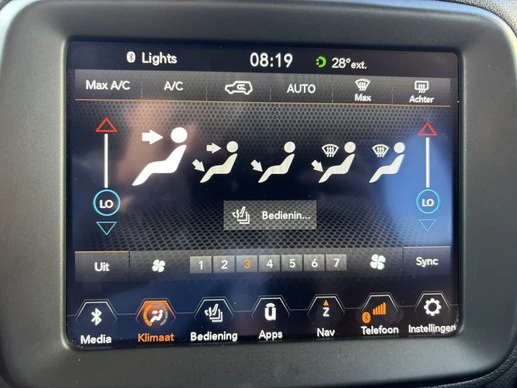 Lights 08:19 28° ext.
Max A/C A/C AUTO Max Achter
LO LO
Bedienin...
Uit 1 2 3 4 5 6 7 Sync
Media Klimaat Bediening Apps Nav Telefoon Instellingen